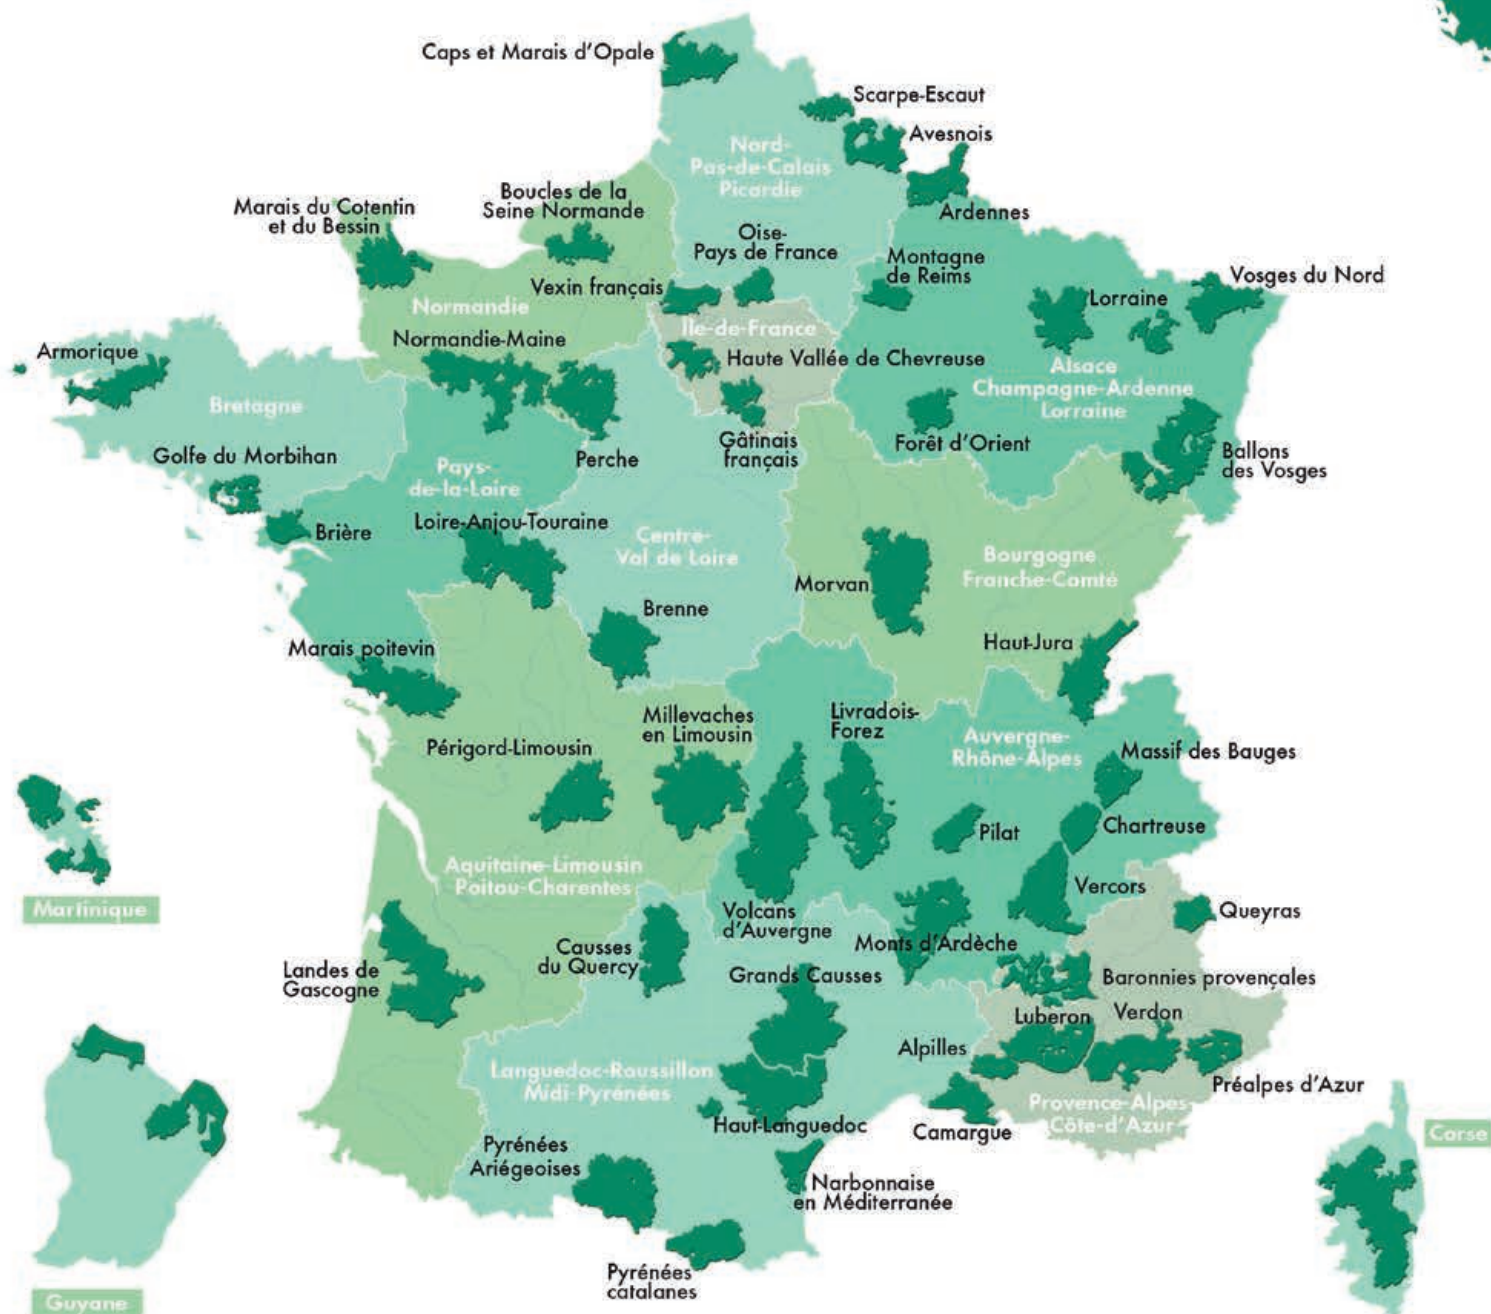 Caps et Marais d'Opale
Scarpe-Escaut
Avesnois
Nord-
Pas-de-Calais
Picardie
Ardennes
Marais du Cotentin
et du Bessin
Boucles de la
Seine Normande
Oise-
Pays de France
Montagne
de Reims
Vosges du Nord
Vexin français
Lorraine
Normandie
Île-de-France
Normandie-Maine
Haute Vallée de Chevreuse
Armorique
Alsace
Champagne-Ardenne
Lorraine
Bretagne
Golfe du Morbihan
Perche
Gâtinais
français
Forêt d'Orient
Ballons
des Vosges
Pays-
de-la-Loire
Brière
Loire-Anjou-Touraine
Centre-
Val de Loire
Bourgogne
Franche-Comté
Morvan
Brenne
Haut-Jura
Marais poitevin
Millevaches
en Limousin
Livradois-
Forez
Auvergne-
Rhône-Alpes
Périgord-Limousin
Massif des Bauges
Pilat
Chartreuse
Aquitaine-Limousin
Poitou-Charentes
Vercors
Martinique
Volcans
d'Auvergne
Queyras
Causses
du Quercy
Monts d'Ardèche
Landes de
Gascogne
Grands Causses
Baronnies provençales
Luberon
Verdon
Alpilles
Languedoc-Roussillon
Midi-Pyrénées
Préalpes d'Azur
Provence-Alpes
Côte-d'Azur
Haut-Languedoc
Camargue
Corse
Pyrénées
Ariégeoises
Narbonnaise
en Méditerranée
Pyrénées
catalanes
Guyane